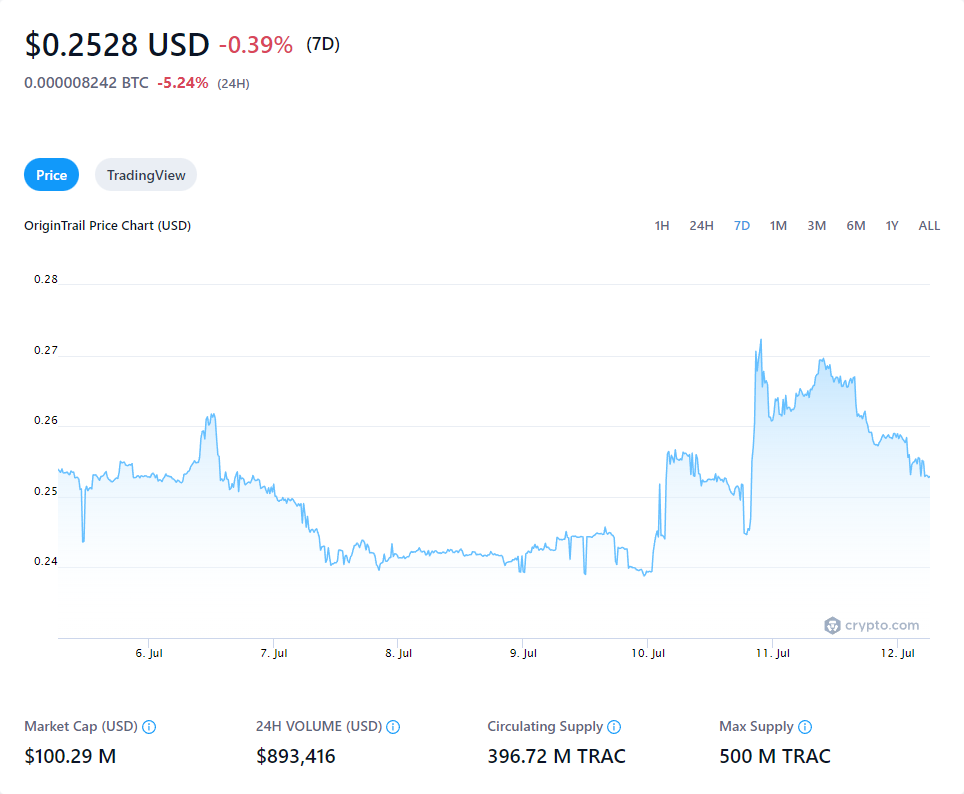 $0.2528 USD -0.39% (7D)
0.000008242 BTC -5.24% (24H)
Price TradingView
OriginTrail Price Chart (USD) 1H 24H 7D 1M 3M 6M 1Y ALL
0.28
0.27
0.26
0.25
0.24
crypto.com
6. Jul 7. Jul 8. Jul 9. Jul 10. Jul 11. Jul 12. Jul
Market Cap (USD) 24H VOLUME (USD) Circulating Supply Max Supply
$100.29 M $893,416 396.72 M TRAC 500 M TRAC